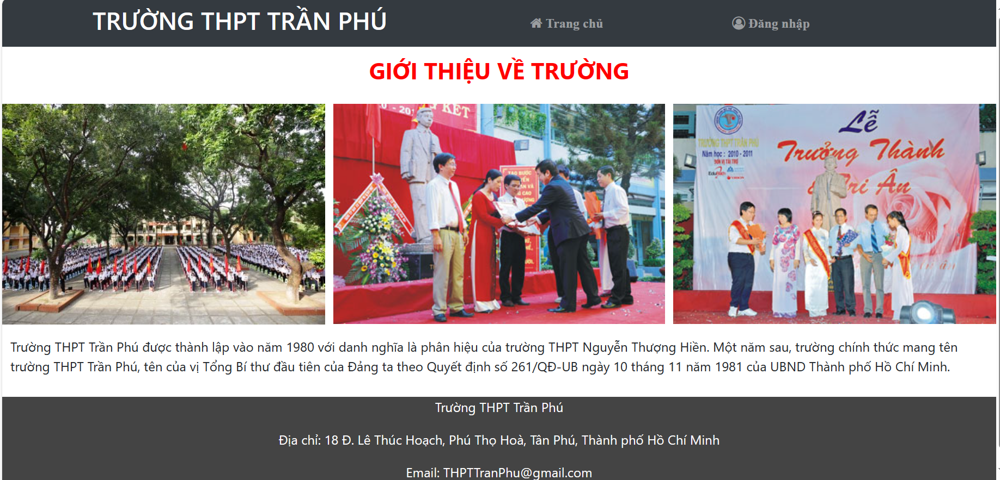 TRƯỜNG THPT TRẦN PHÚ
Trang chủ
Đăng nhập
GIỚI THIỆU VỀ TRƯỜNG
KẾT
Lễ
TRƯỜNG THPT TRẦN PHÚ
Năm học : 2010 - 2011
ĐƠN VỊ TÀI TRỢ
Trưởng Thành
& Tri Ân
Trường THPT Trần Phú được thành lập vào năm 1980 với danh nghĩa là phân hiệu của trường THPT Nguyễn Thượng Hiền. Một năm sau, trường chính thức mang tên
trường THPT Trần Phú, tên của vị Tổng Bí thư đầu tiên của Đảng ta theo Quyết định số 261/QĐ-UB ngày 10 tháng 11 năm 1981 của UBND Thành phố Hồ Chí Minh.
Trường THPT Trần Phú
Địa chỉ: 18 Đ. Lê Thúc Hoạch, Phú Thọ Hoà, Tân Phú, Thành phố Hồ Chí Minh
Email: THPTTranPhu@gmail.com